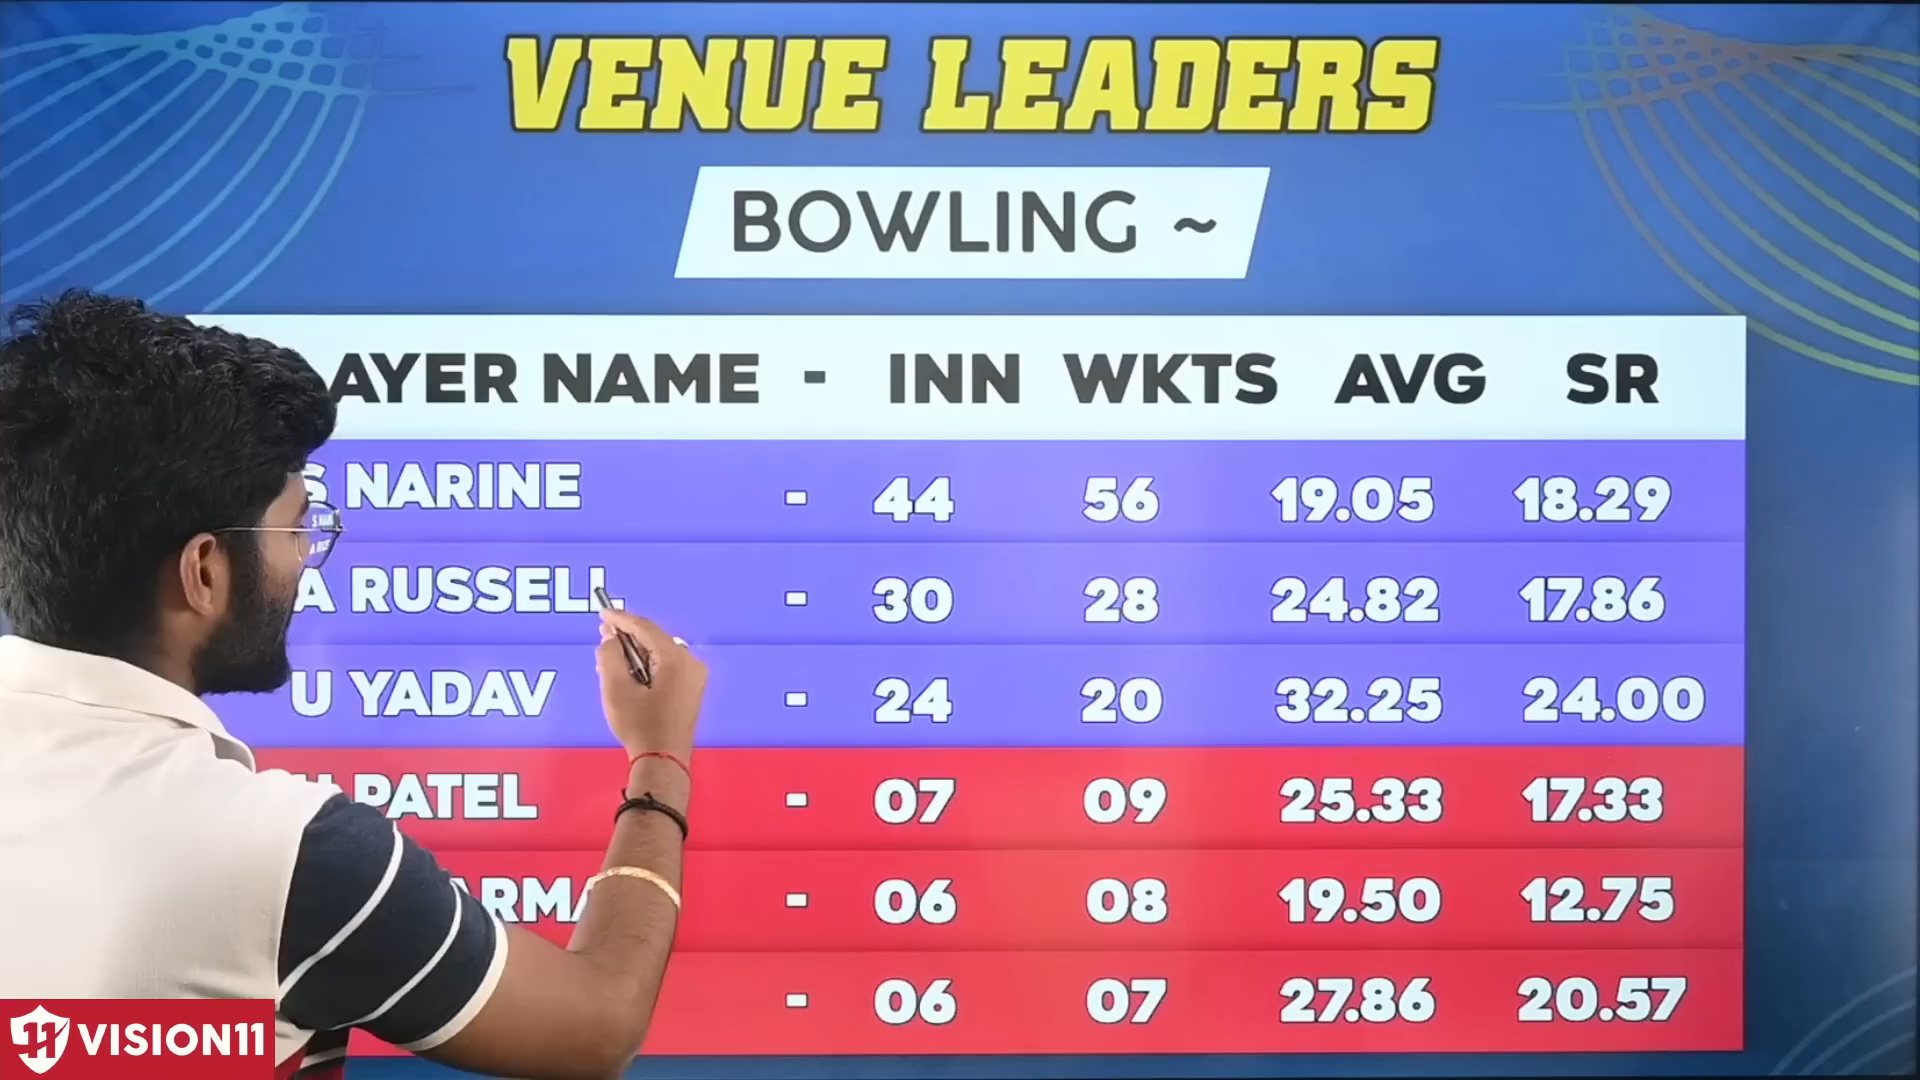 VENUE LEADERS
BOWLING ~
AYER NAME - INN WKTS AVG SR
S NARINE - 44 56 19.05 18.29
A RUSSELL - 30 28 24.82 17.86
U YADAV - 24 20 32.25 24.00
PATEL - 07 09 25.33 17.33
ARMA - 06 08 19.50 12.75
- 06 07 27.86 20.57
11 VISION11